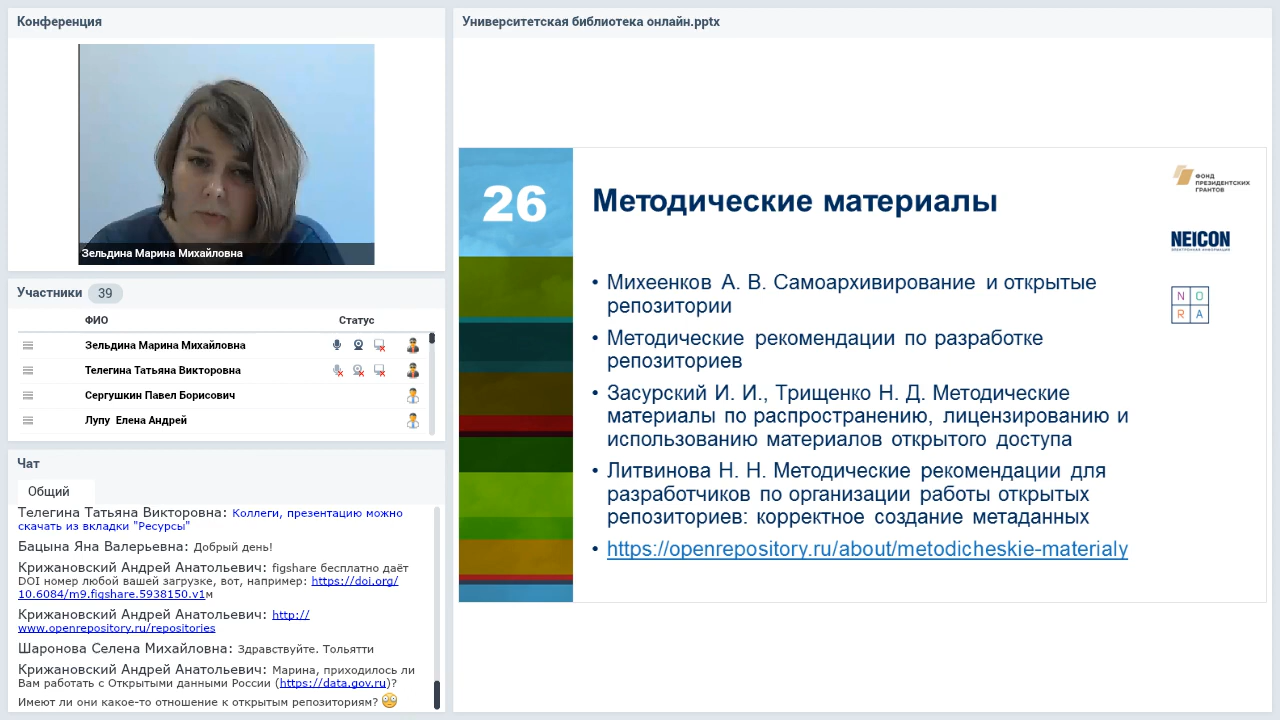 Конференция
Зельдина Марина Михайловна
Участники 39
ФИО Статус
Зельдина Марина Михайловна
Телегина Татьяна Викторовна
Сергушкин Павел Борисович
Лупу Елена Андрей
Чат
Общий
Телегина Татьяна Викторовна: Коллеги, презентацию можно
скачать из вкладки "Ресурсы"
Бацына Яна Валерьевна: Добрый день!
Крижановский Андрей Анатольевич: figshare бесплатно даёт
DOI номер любой вашей загрузке, вот, например: https://doi.org/
10.6084/m9.figshare.5938150.v1м
Крижановский Андрей Анатольевич: http://
www.openrepository.ru/repositories
Шаронова Селена Михайловна: Здравствуйте. Тольятти
Крижановский Андрей Анатольевич: Марина, приходилось ли
Вам работать с Открытыми данными России (https://data.gov.ru)?
Имеют ли они какое-то отношение к открытым репозиториям?
Университетская библиотека онлайн.pptx
26
Методические материалы
• Михеенков А. В. Самоархивирование и открытые
репозитории
• Методические рекомендации по разработке
репозиториев
• Засурский И. И., Трищенко Н. Д. Методические
материалы по распространению, лицензированию и
использованию материалов открытого доступа
• Литвинова Н. Н. Методические рекомендации для
разработчиков по организации работы открытых
репозиториев: корректное создание метаданных
• https://openrepository.ru/about/metodicheskie-materialy
ФОНД
ПРЕЗИДЕНТСКИХ
ГРАНТОВ
NEICON
ЭЛЕКТРОННАЯ ИНФОРМАЦИЯ
N O
R A